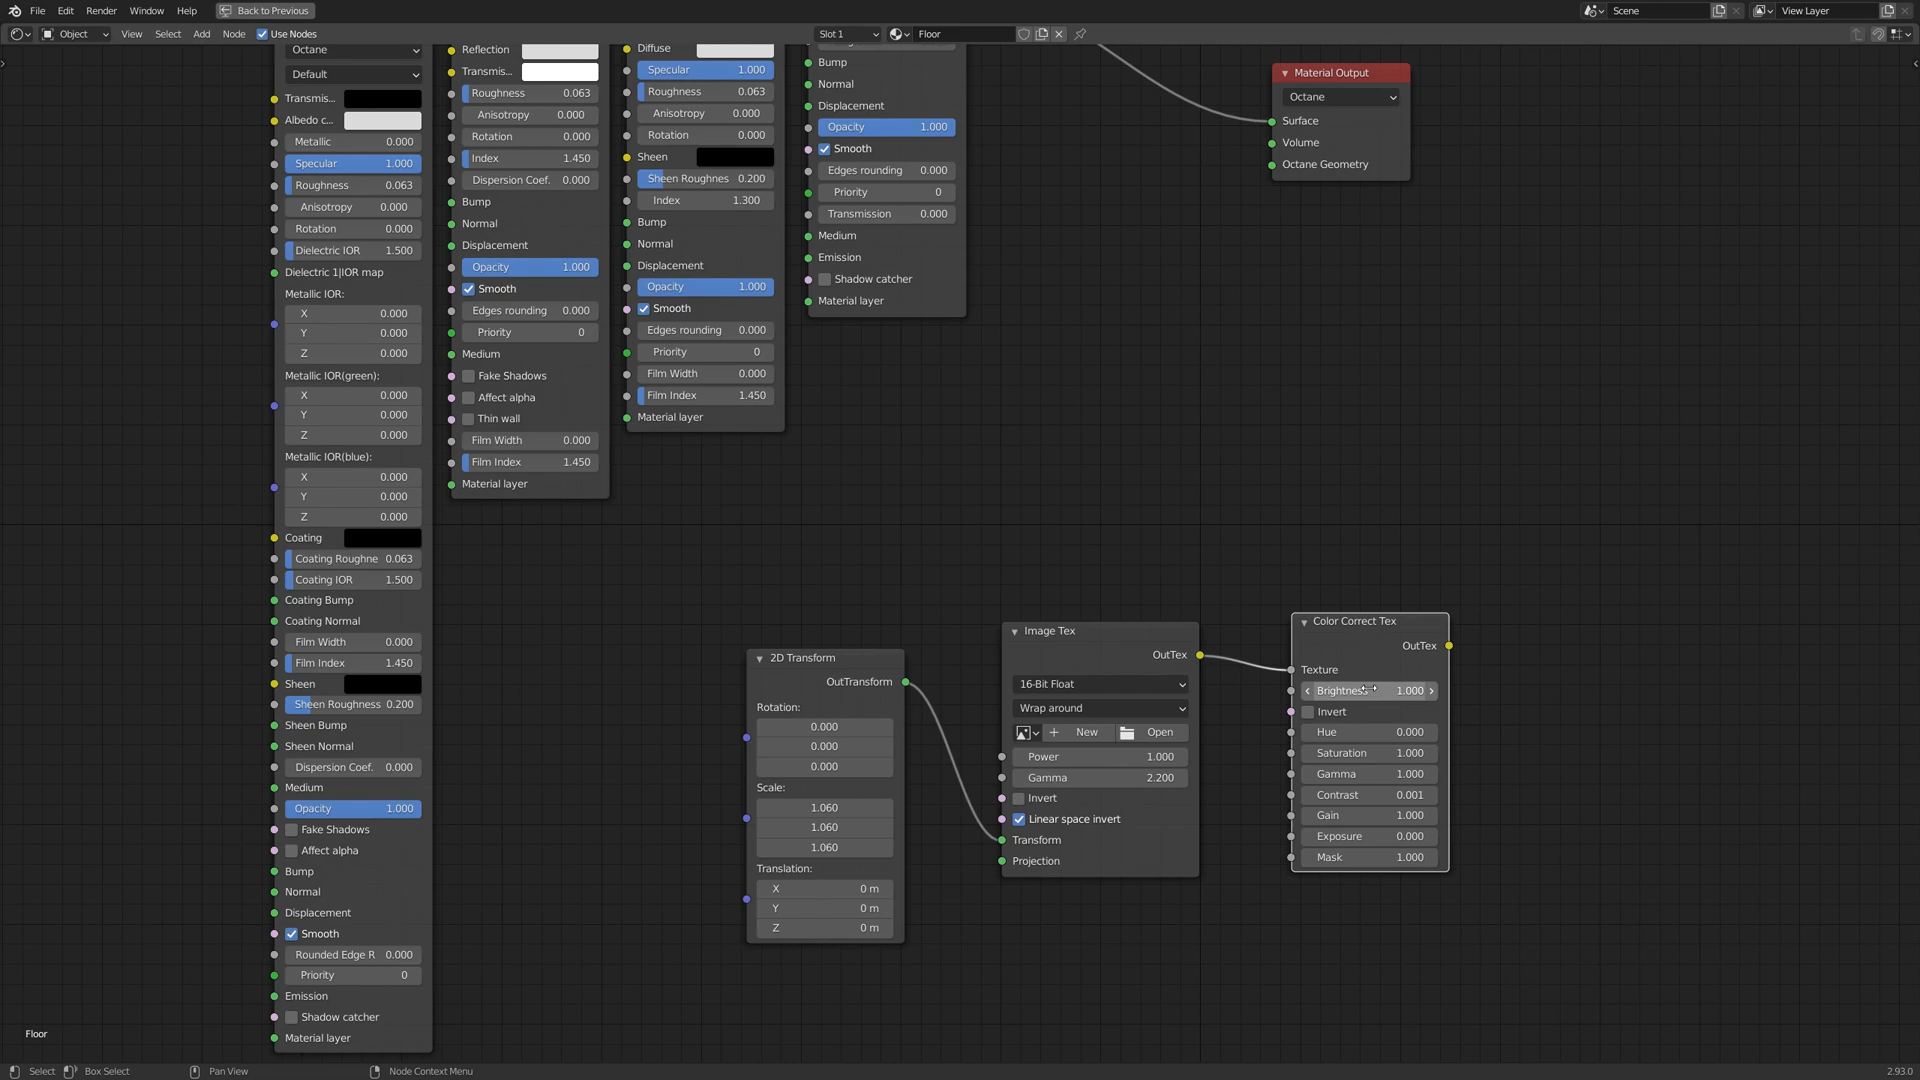 File Edit Render Window Help Back to Previous Scene View Layer
Object View Select Add Node Use Nodes Slot 1 Floor
Octane
Default
Transmis...
Albedo c...
Metallic 0.000
Specular 1.000
Roughness 0.063
Anisotropy 0.000
Rotation 0.000
Dielectric IOR 1.500
Dielectric 1|IOR map
Metallic IOR:
X 0.000
Y 0.000
Z 0.000
Metallic IOR(green):
X 0.000
Y 0.000
Z 0.000
Metallic IOR(blue):
X 0.000
Y 0.000
Z 0.000
Coating
Coating Roughne 0.063
Coating IOR 1.500
Coating Bump
Coating Normal
Film Width 0.000
Film Index 1.450
Sheen
Sheen Roughness 0.200
Sheen Bump
Sheen Normal
Dispersion Coef. 0.000
Medium
Opacity 1.000
Fake Shadows
Affect alpha
Bump
Normal
Displacement
Smooth
Rounded Edge R 0.000
Priority 0
Emission
Shadow catcher
Material layer
Reflection
Transmis...
Roughness 0.063
Anisotropy 0.000
Rotation 0.000
Index 1.450
Dispersion Coef. 0.000
Bump
Normal
Displacement
Opacity 1.000
Smooth
Edges rounding 0.000
Priority 0
Medium
Fake Shadows
Affect alpha
Thin wall
Film Width 0.000
Film Index 1.450
Material layer
Diffuse
Specular 1.000
Roughness 0.063
Anisotropy 0.000
Rotation 0.000
Sheen
Sheen Roughnes 0.200
Index 1.300
Bump
Normal
Displacement
Opacity 1.000
Smooth
Edges rounding 0.000
Priority 0
Film Width 0.000
Film Index 1.450
Material layer
Bump
Normal
Displacement
Opacity 1.000
Smooth
Edges rounding 0.000
Priority 0
Transmission 0.000
Medium
Emission
Shadow catcher
Material layer
Material Output
Octane
Surface
Volume
Octane Geometry
2D Transform
OutTransform
Rotation:
0.000
0.000
0.000
Scale:
1.060
1.060
1.060
Translation:
X 0 m
Y 0 m
Z 0 m
Image Tex
OutTex
16-Bit Float
Wrap around
New Open
Power 1.000
Gamma 2.200
Invert
Linear space invert
Transform
Projection
Color Correct Tex
OutTex
Texture
Brightness 1.000
Invert
Hue 0.000
Saturation 1.000
Gamma 1.000
Contrast 0.001
Gain 1.000
Exposure 0.000
Mask 1.000
Floor
Select Box Select Pan View Node Context Menu 2.93.0